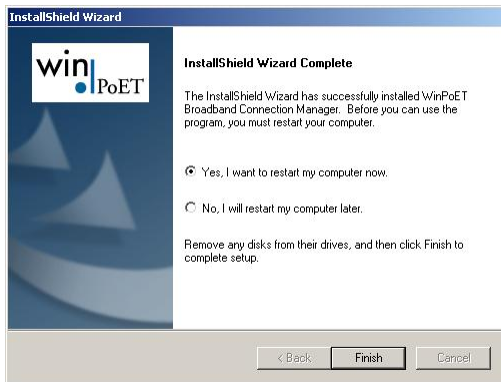 InstallShield Wizard
win
PoET
InstallShield Wizard Complete
The InstallShield Wizard has successfully installed WinPoET
Broadband Connection Manager. Before you can use the
program, you must restart your computer.
Yes, I want to restart my computer now.
No, I will restart my computer later.
Remove any disks from their drives, and then click Finish to
complete setup.
< Back
Finish
Cancel